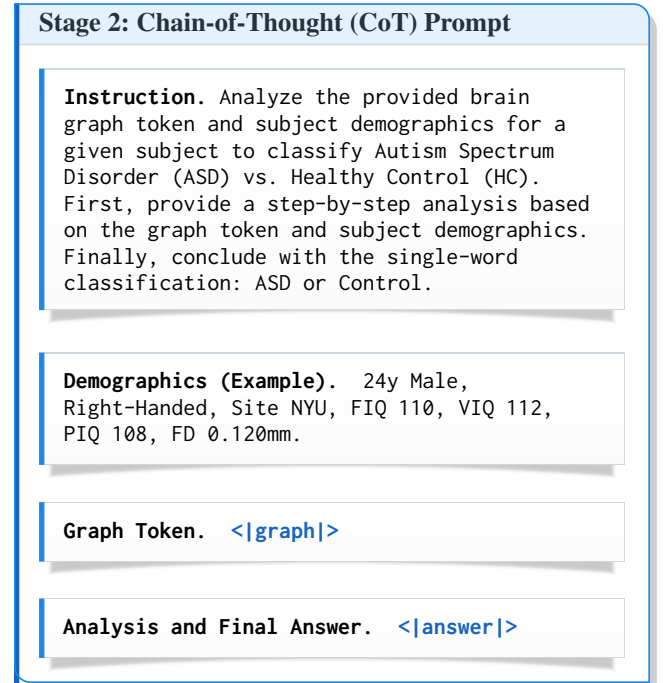 Stage 2: Chain-of-Thought (CoT) Prompt
Instruction. Analyze the provided brain
graph token and subject demographics for a
given subject to classify Autism Spectrum
Disorder (ASD) vs. Healthy Control (HC).
First, provide a step-by-step analysis based
on the graph token and subject demographics.
Finally, conclude with the single-word
classification: ASD or Control.
Demographics (Example). 24y Male,
Right-Handed, Site NYU, FIQ 110, VIQ 112,
PIQ 108, FD 0.120mm.
Graph Token. <|graph|>
Analysis and Final Answer. <|answer|>